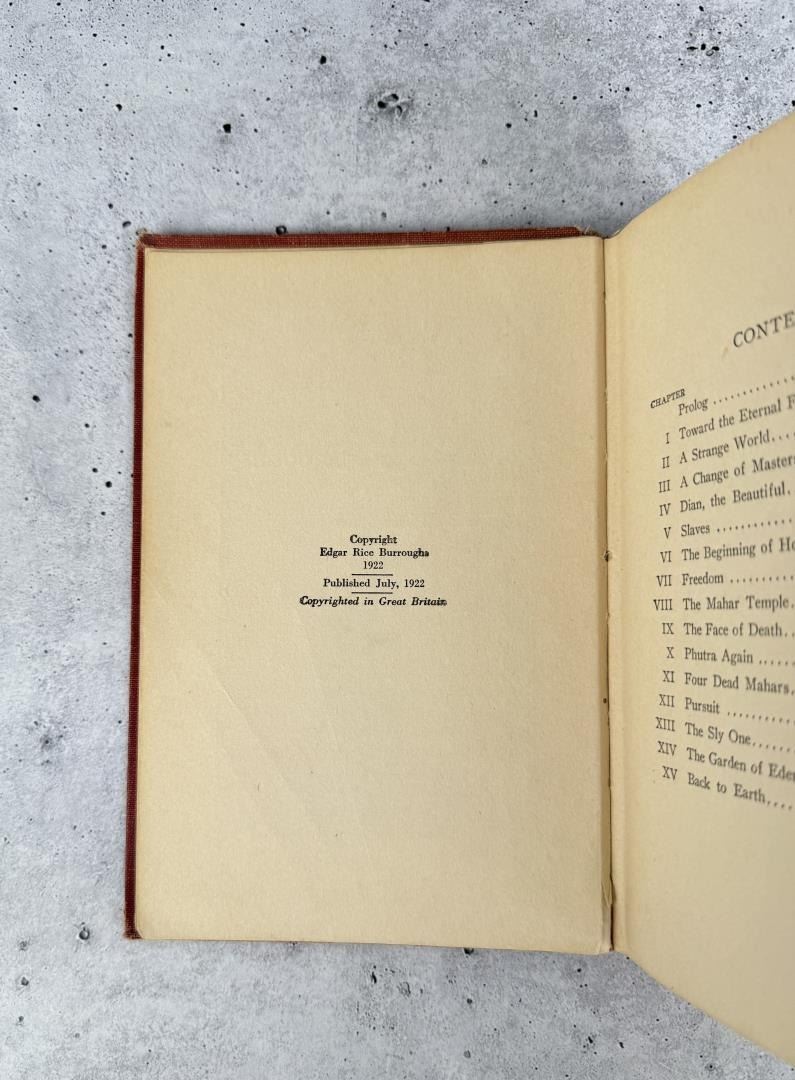 Copyright
Edgar Rice Burroughs
1922
Published July, 1922
Copyrighted in Great Britain
CHAPTER
Prolog ............
I Toward the Eternal
II A Strange World....
III A Change of Masters
IV Dian, the Beautiful.
V Slaves ............
VI The Beginning of
VII Freedom ..........
VIII The Mahar Temple.
IX The Face of Death..
X Phutra Again .....
XI Four Dead Mahars.
XII Pursuit ..........
XIII The Sly One......
XIV The Garden of
XV Back to Earth....